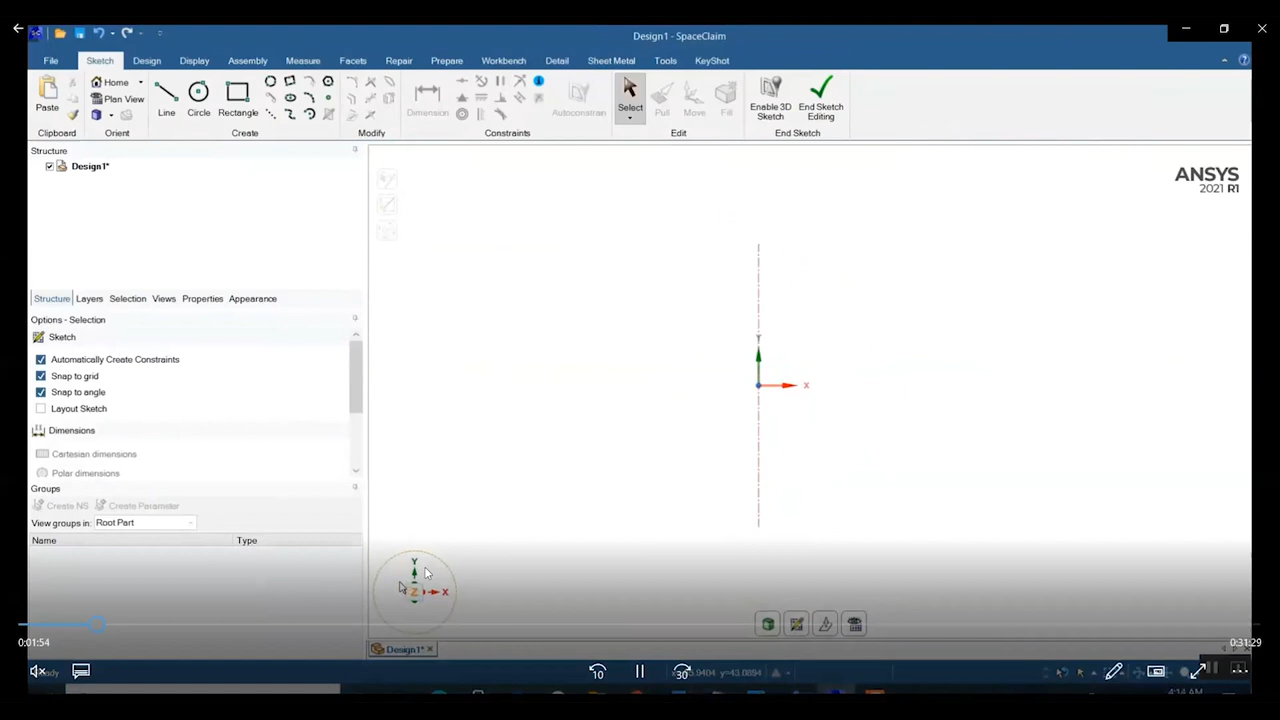 Design1 - SpaceClaim
File Sketch Design Display Assembly Measure Facets Repair Prepare Workbench Detail Sheet Metal Tools KeyShot
Home
Plan View
Paste
Line Circle Rectangle
Dimension
Autoconstrain
Select Pull Move Fill
Enable 3D Sketch
End Sketch Editing
Clipboard Orient Create Modify Constraints Edit End Sketch
Structure
Design1*
ANSYS
2021 R1
Structure Layers Selection Views Properties Appearance
Options - Selection
Sketch
Automatically Create Constraints
Snap to grid
Snap to angle
Layout Sketch
Dimensions
Cartesian dimensions
Polar dimensions
Y
X
Groups
Create NS Create Parameter
View groups in: Root Part
Name Type
Y
Z X
0:01:54 0:31:29
Design1*
10 30
y=43.0894
4:14 AM